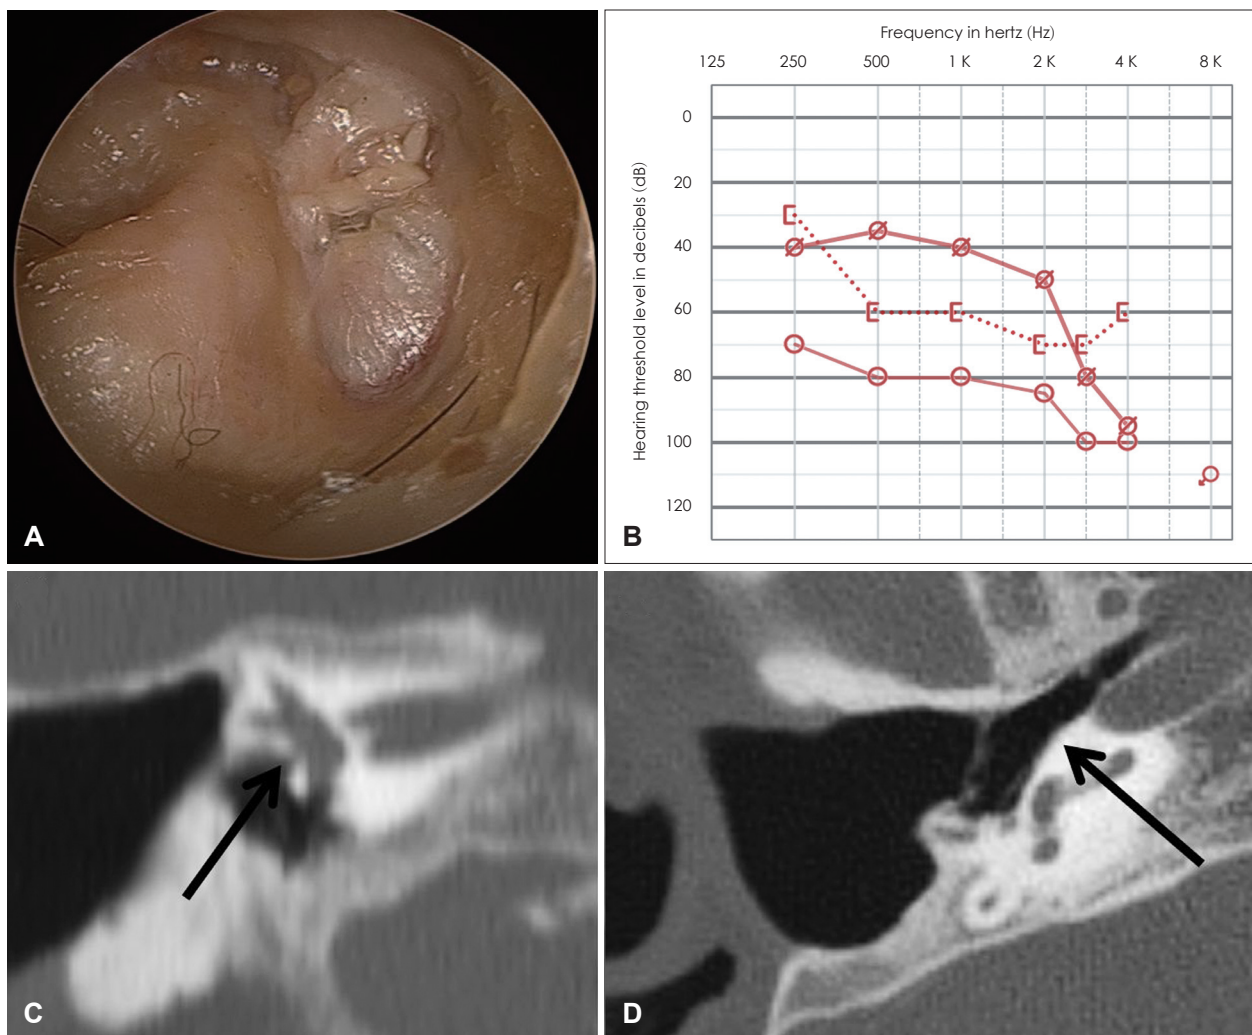 A
Frequency in hertz (Hz)
125 250 500 1 K 2 K 4 K 8 K
Hearing threshold level in decibels (dB)
0
20
40
60
80
100
120
B
C
D